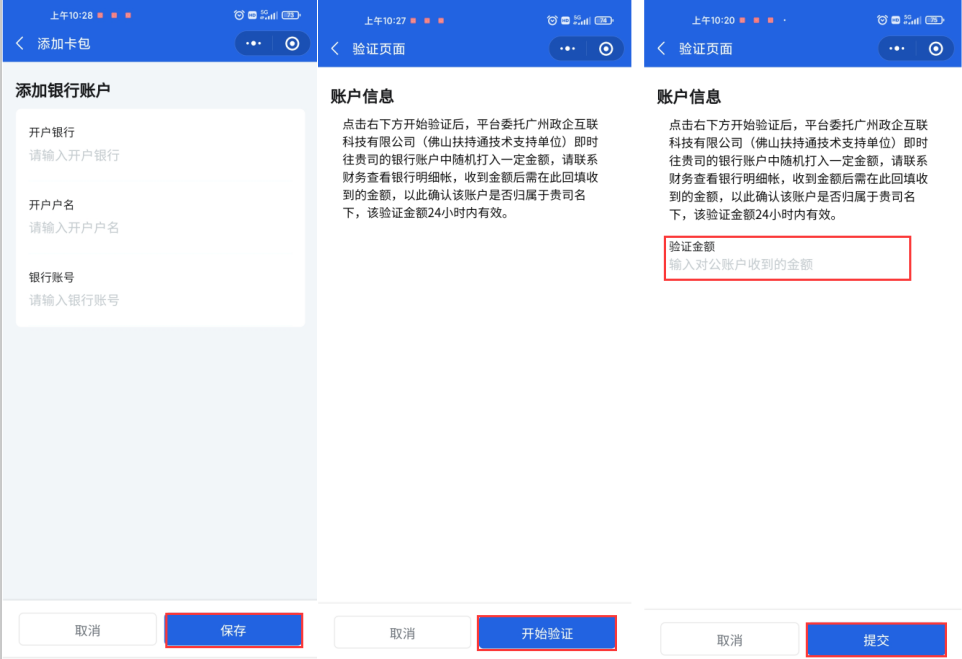 上午10:28
添加卡包
添加银行账户
开户银行
请输入开户银行
开户户名
请输入开户户名
银行账号
请输入银行账号
取消
保存
上午10:27
验证页面
账户信息
点击右下方开始验证后，平台委托广州政企互联
科技有限公司（佛山扶持通技术支持单位）即时
往贵司的银行账户中随机打入一定金额，请联系
财务查看银行明细帐，收到金额后需在此回填收
到的金额，以此确认该账户是否归属于贵司名
下，该验证金额24小时内有效。
取消
开始验证
上午10:20
验证页面
账户信息
点击右下方开始验证后，平台委托广州政企互联
科技有限公司（佛山扶持通技术支持单位）即时
往贵司的银行账户中随机打入一定金额，请联系
财务查看银行明细帐，收到金额后需在此回填收
到的金额，以此确认该账户是否归属于贵司名
下，该验证金额24小时内有效。
验证金额
输入对公账户收到的金额
取消
提交